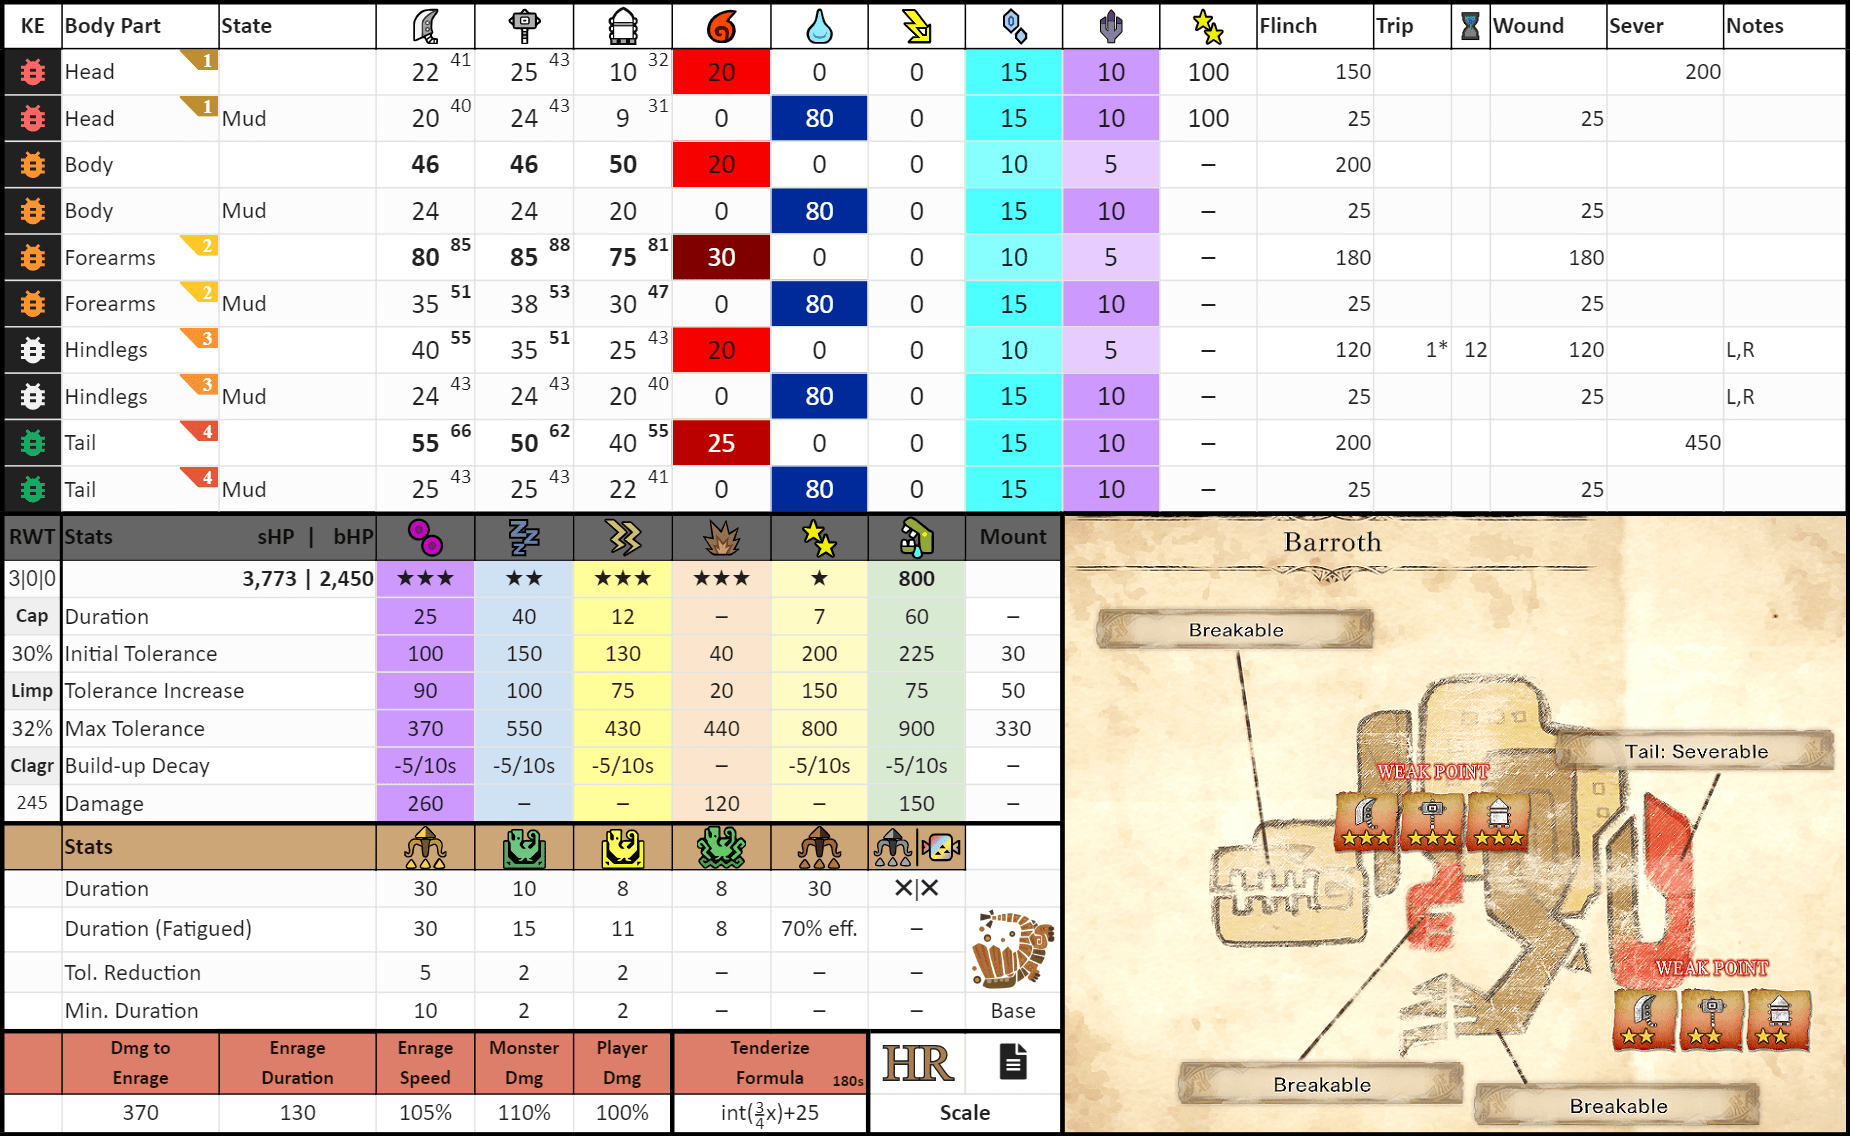 KE Body Part State Flinch Trip Wound Sever Notes
Head 1 22 41 25 43 10 32 20 0 0 15 10 100 150 200
Head 1 Mud 20 40 24 43 9 31 0 80 0 15 10 100 25 25
Body 46 46 50 20 0 0 10 5 – 200
Body Mud 24 24 20 0 80 0 15 10 – 25 25
Forearms 2 80 85 85 88 75 81 30 0 0 10 5 – 180 180
Forearms 2 Mud 35 51 38 53 30 47 0 80 0 15 10 – 25 25
Hindlegs 3 40 55 35 51 25 43 20 0 0 10 5 – 120 1* 12 120 L,R
Hindlegs 3 Mud 24 43 24 43 20 40 0 80 0 15 10 – 25 25 L,R
Tail 4 55 66 50 62 40 55 25 0 0 15 10 – 200 450
Tail 4 Mud 25 43 25 43 22 41 0 80 0 15 10 – 25 25
RWT Stats sHP | bHP Mount
3|0|0 3,773 | 2,450 ★★★ ★★ ★★★ ★★★ ★ 800
Cap Duration 25 40 12 – 7 60 –
30% Initial Tolerance 100 150 130 40 200 225 30
Limp Tolerance Increase 90 100 75 20 150 75 50
32% Max Tolerance 370 550 430 440 800 900 330
Clagr Build-up Decay -5/10s -5/10s -5/10s – -5/10s -5/10s –
245 Damage 260 – – 120 – 150 –
Stats
Duration 30 10 8 8 30 ✕|✕
Duration (Fatigued) 30 15 11 8 70% eff. –
Tol. Reduction 5 2 2 – – –
Min. Duration 10 2 2 – – – Base
Dmg to Enrage Enrage Duration Enrage Speed Monster Dmg Player Dmg Tenderize Formula 180s HR
370 130 105% 110% 100% int(¾x)+25 Scale
Barroth
Breakable
Tail: Severable
WEAK POINT
WEAK POINT
Breakable
Breakable